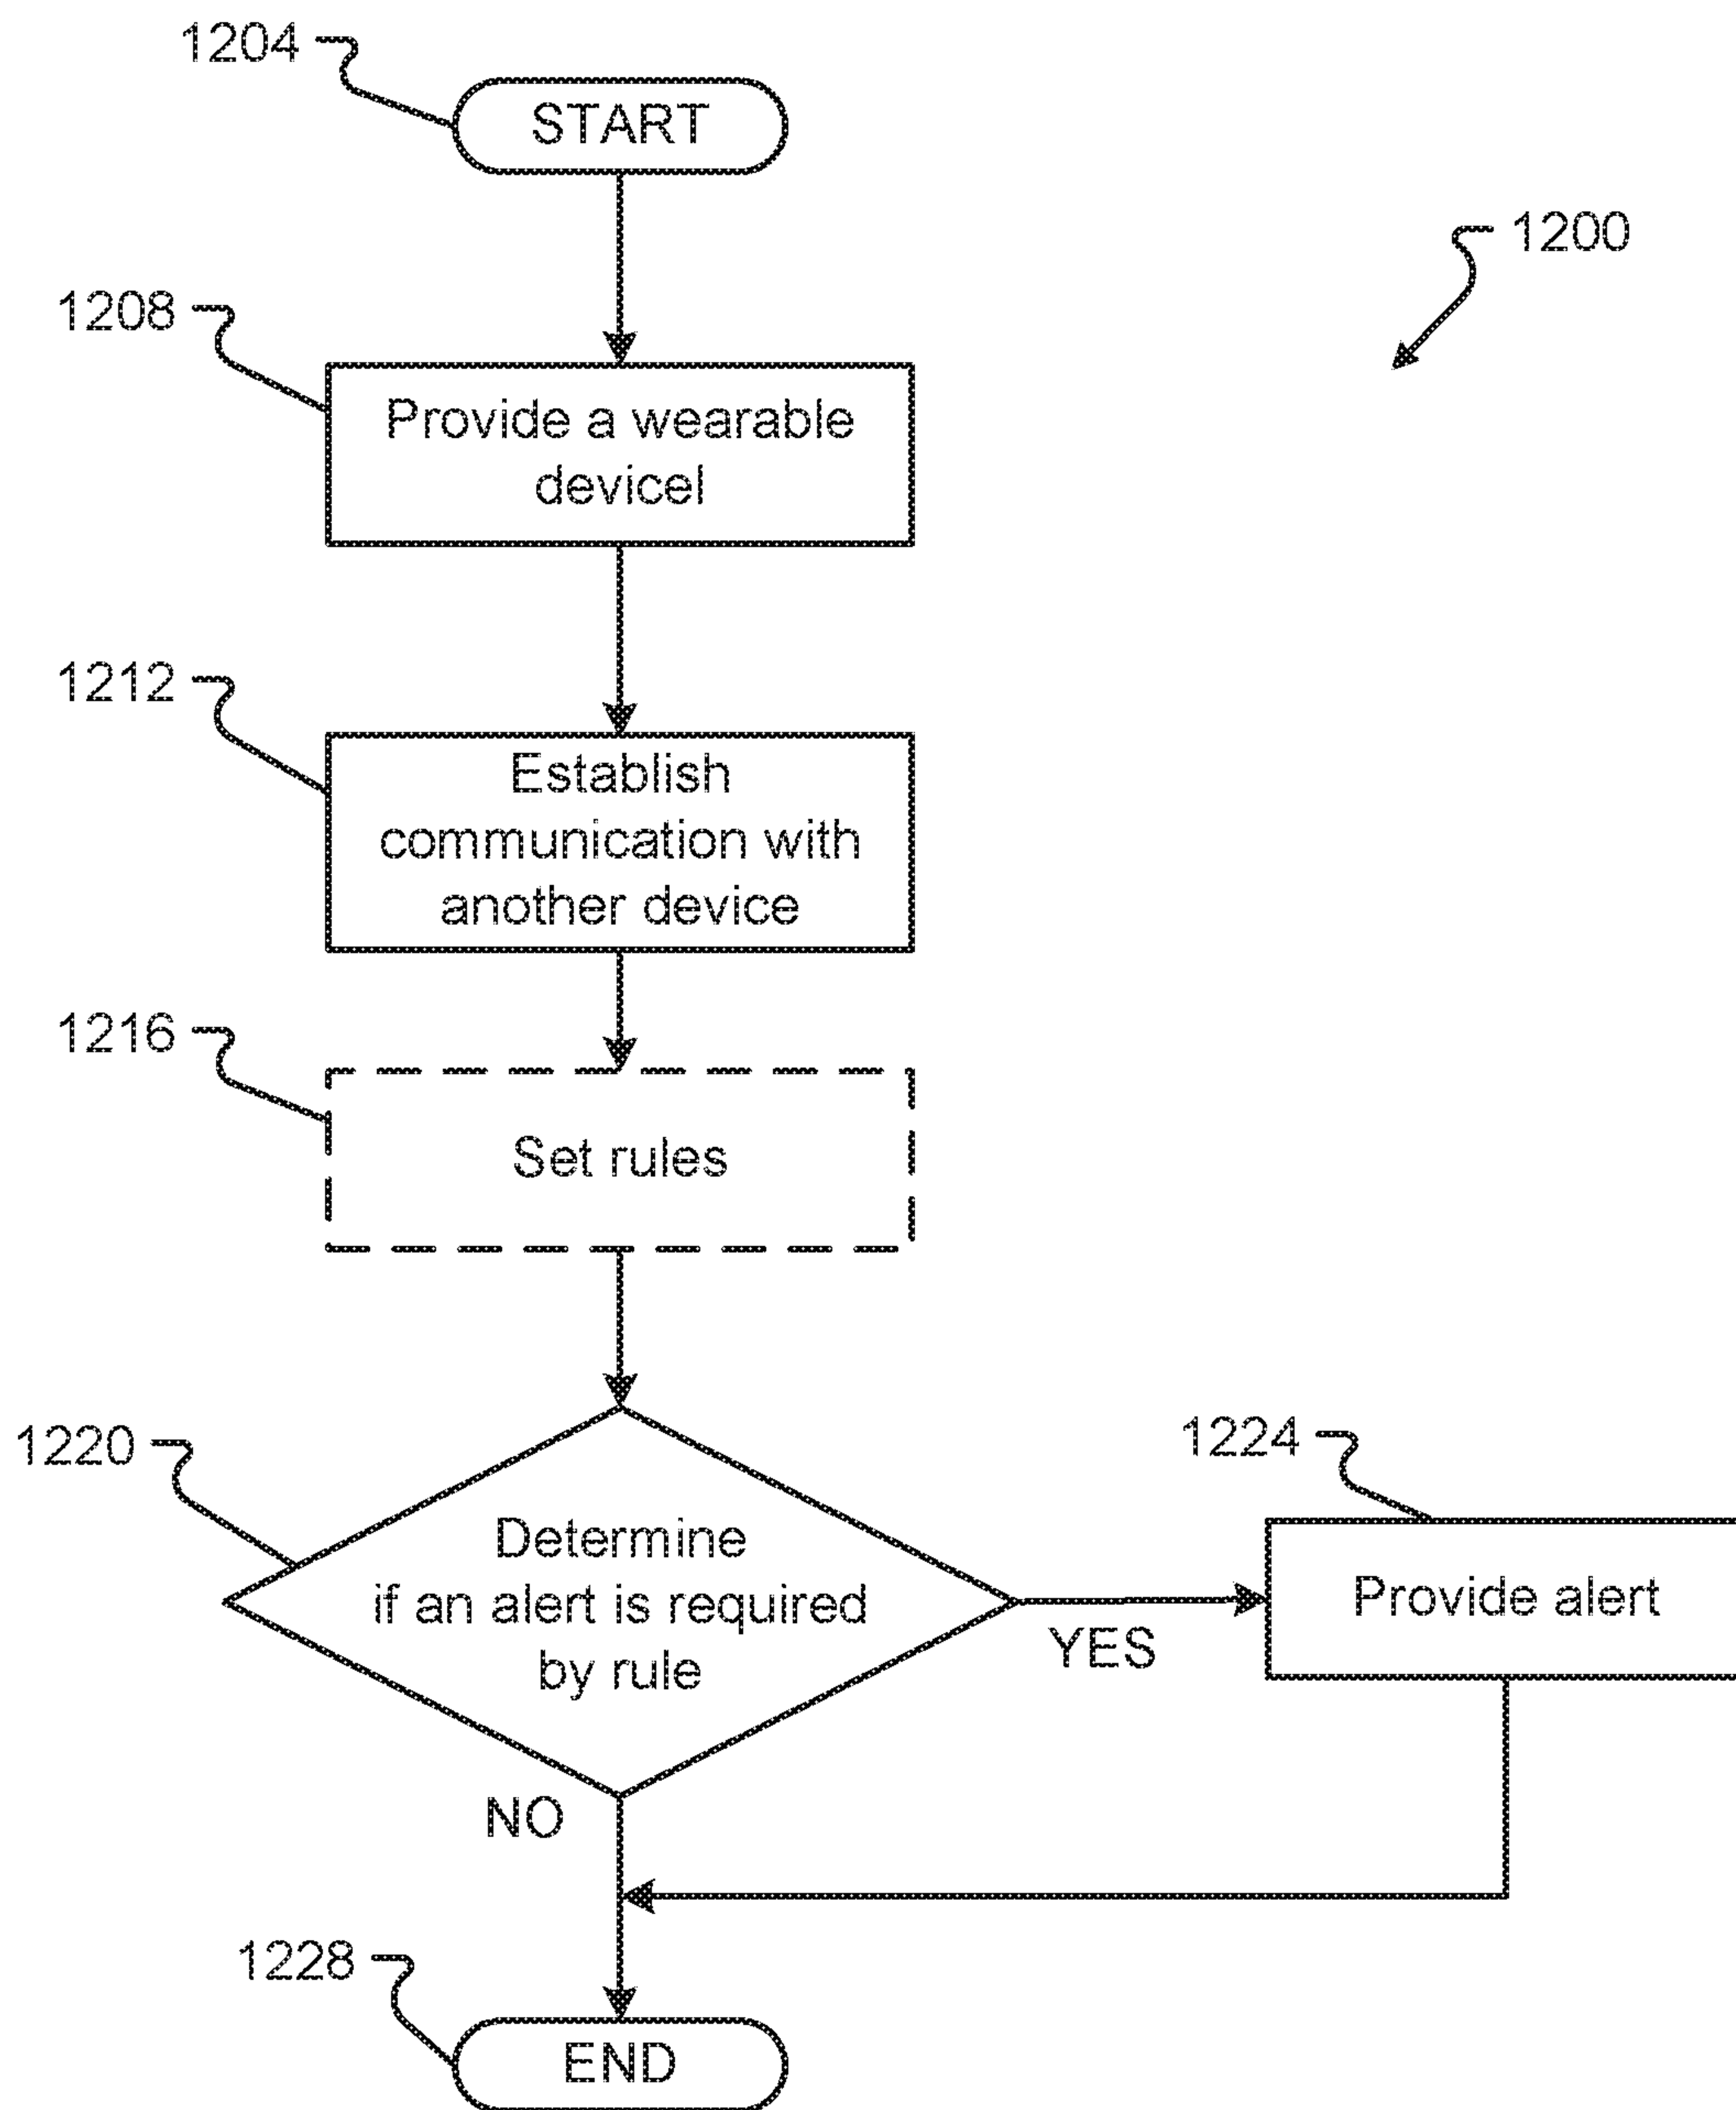 1204
START
1200
1208
Provide a wearable
devicel
1212
Establish
communication with
another device
1216
Set rules
1220
Determine
if an alert is required
by rule
1224
Provide alert
YES
NO
1228
END